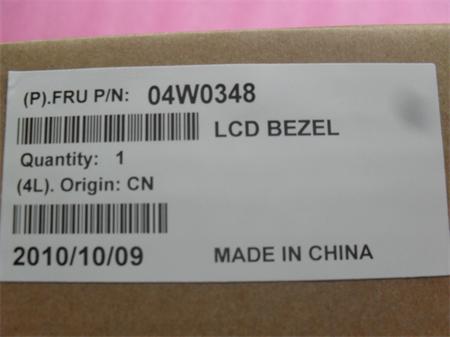 (P).FRU P/N: 04W0348
LCD BEZEL
Quantity: 1
(4L). Origin: CN
2010/10/09 MADE IN CHINA